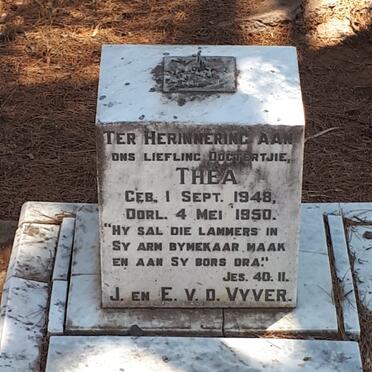 TER HERINNERING AAN
ONS LIEFLING DOGTERTJIE,
THEA
GEB. 1 SEPT. 1948,
OORL. 4 MEI 1950.
"HY SAL DIE LAMMERS IN
SY ARM BYMEKAAR MAAK
EN AAN SY BORS DRA."
JES. 40.11.
J. EN E. V. D. VYVER.